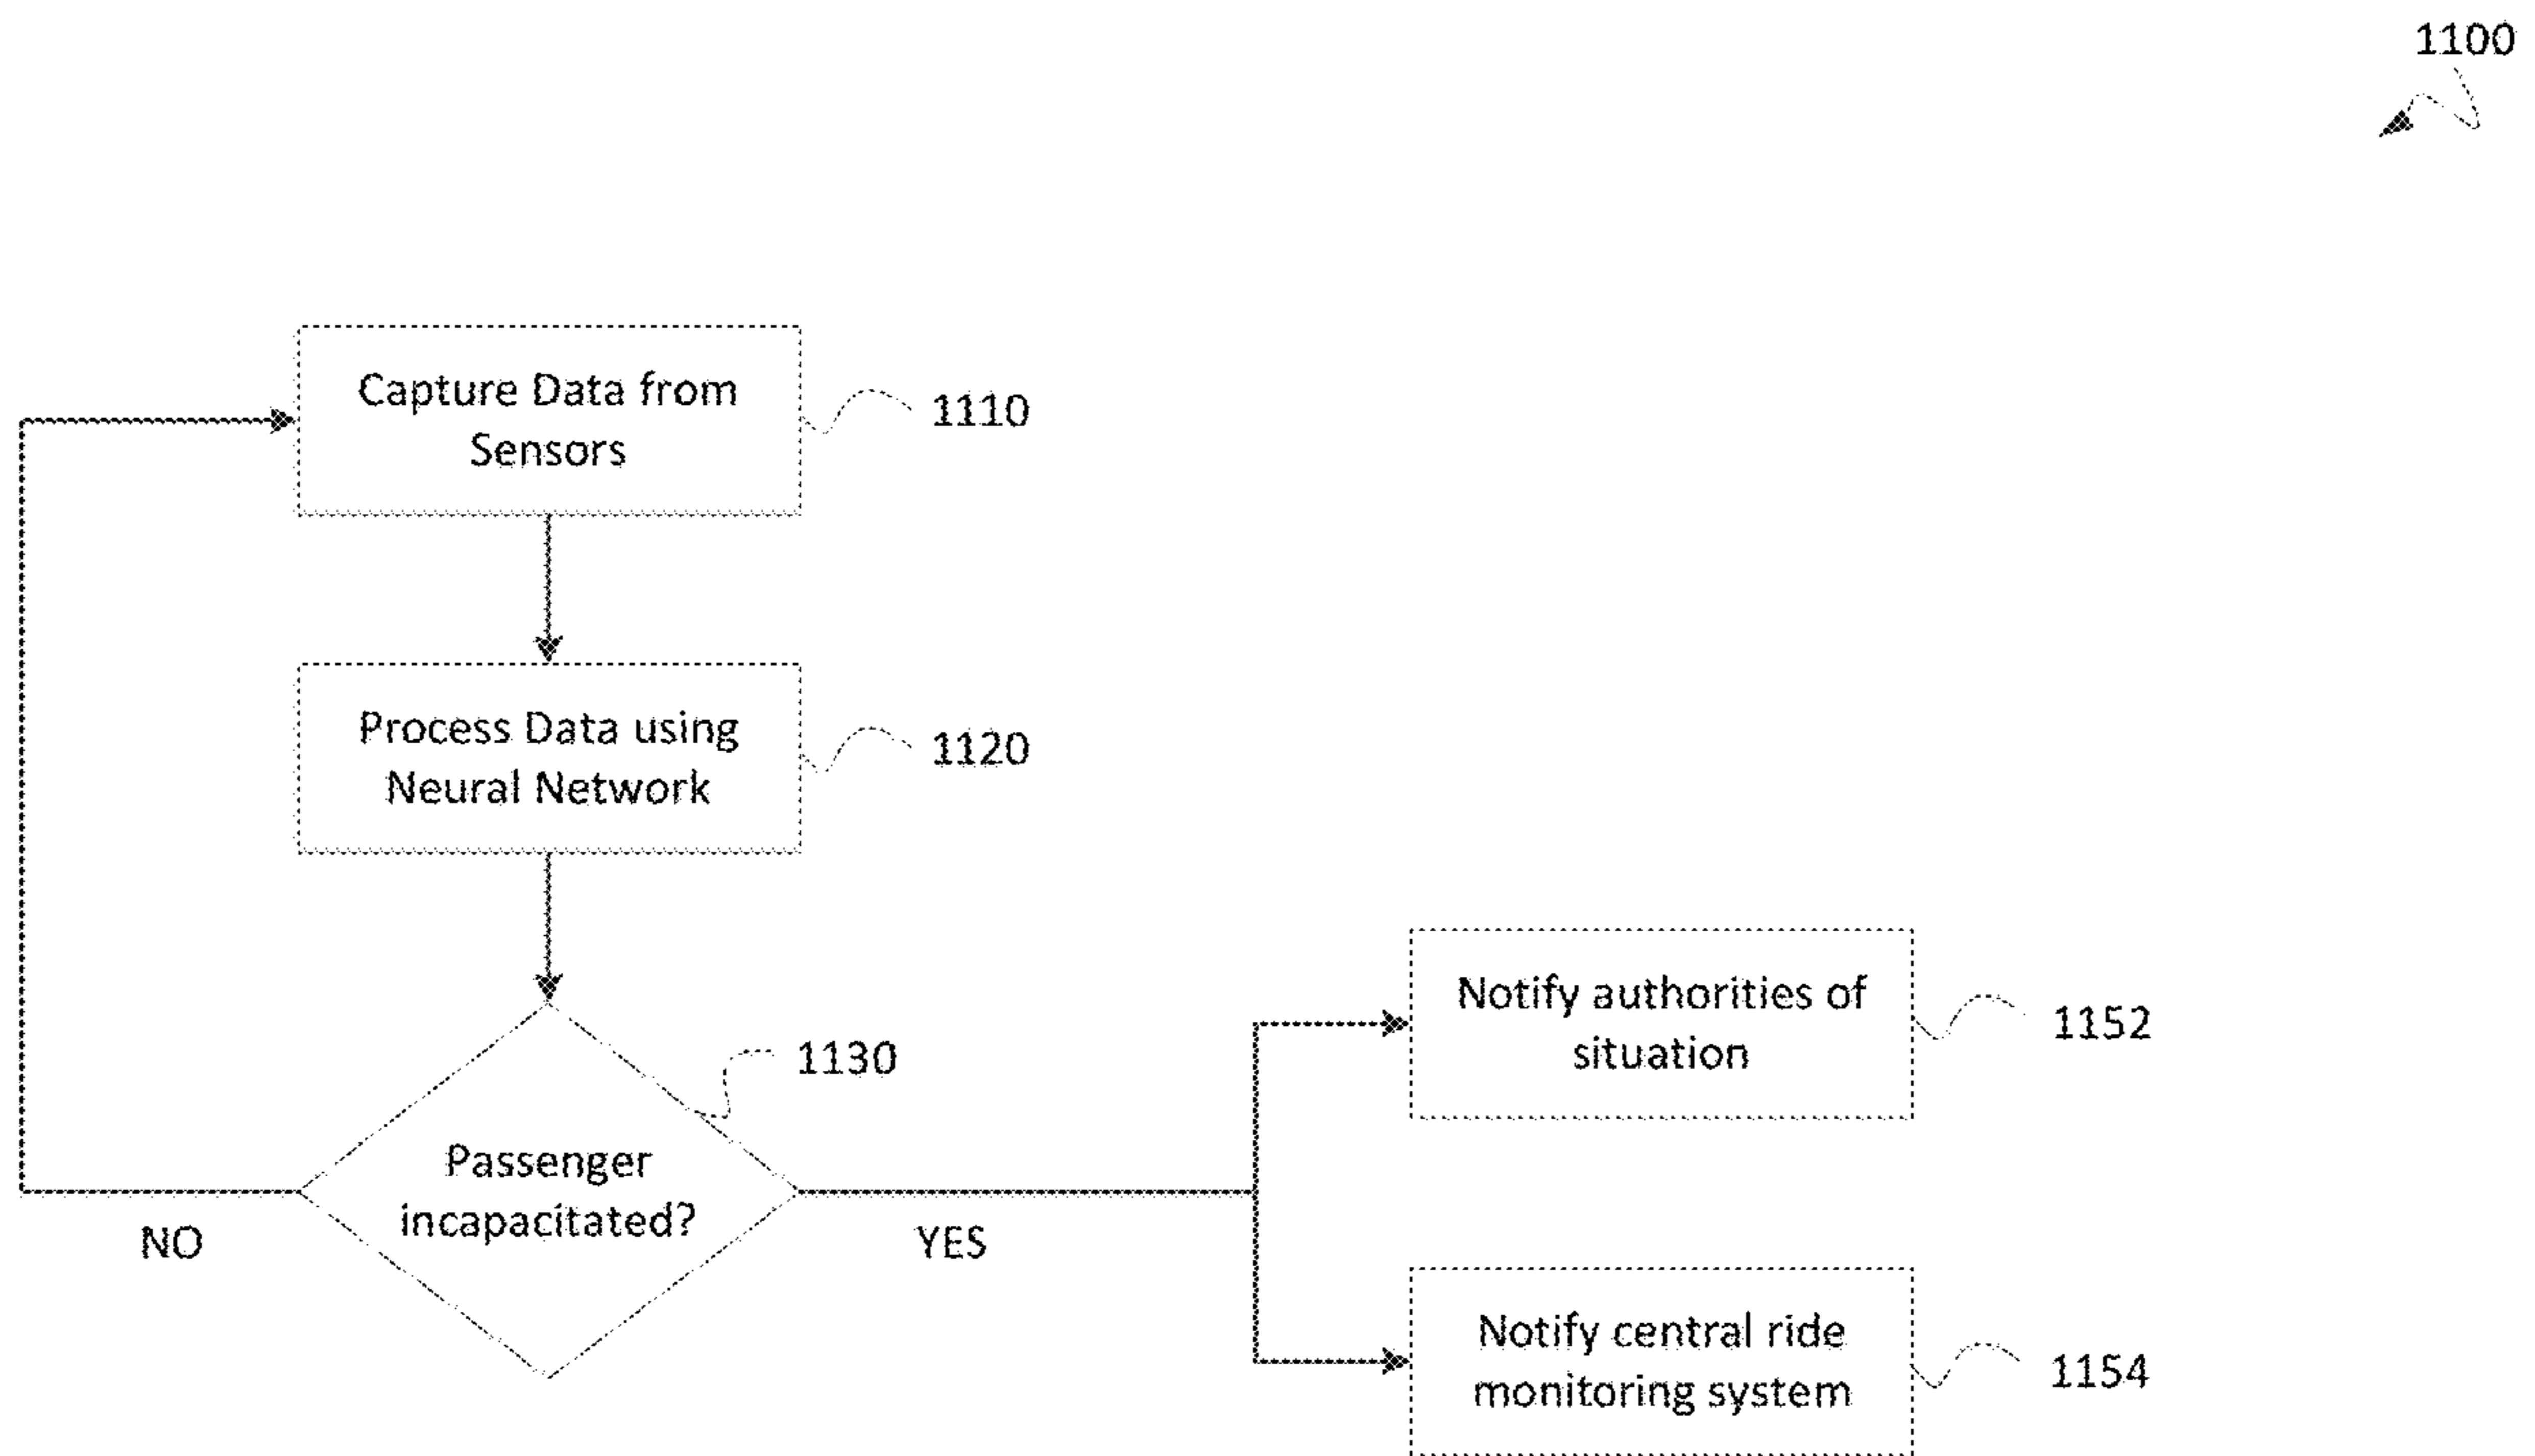 1100
Capture Data from
Sensors
1110
Process Data using
Neural Network
1120
1130
Passenger
incapacitated?
NO
YES
Notify authorities of
situation
1152
Notify central ride
monitoring system
1154